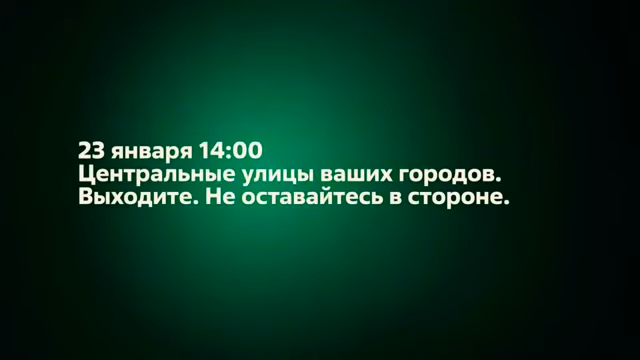 23 января 14:00
Центральные улицы ваших городов.
Выходите. Не оставайтесь в стороне.